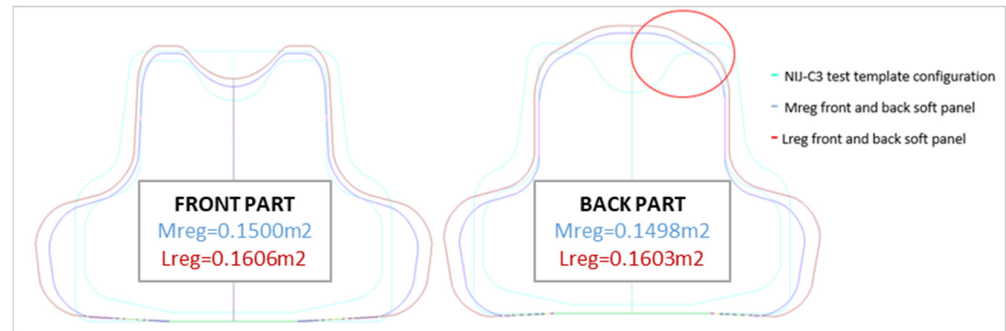 FRONT PART
Mreg=0.1500m2
Lreg=0.1606m2
BACK PART
Mreg=0.1498m2
Lreg=0.1603m2
NIJ-C3 test template configuration
Mreg front and back soft panel
Lreg front and back soft panel